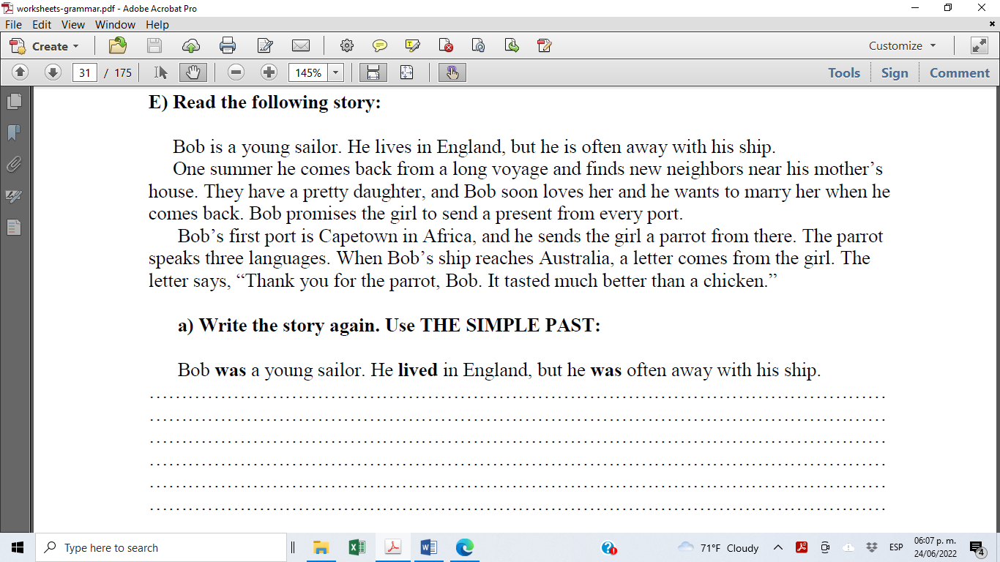 worksheets-grammar.pdf - Adobe Acrobat Pro
File Edit View Window Help
Create
Customize
31 / 175
145%
Tools Sign Comment
E) Read the following story:
Bob is a young sailor. He lives in England, but he is often away with his ship.
One summer he comes back from a long voyage and finds new neighbors near his mother’s
house. They have a pretty daughter, and Bob soon loves her and he wants to marry her when he
comes back. Bob promises the girl to send a present from every port.
Bob’s first port is Capetown in Africa, and he sends the girl a parrot from there. The parrot
speaks three languages. When Bob’s ship reaches Australia, a letter comes from the girl. The
letter says, “Thank you for the parrot, Bob. It tasted much better than a chicken.”
a) Write the story again. Use THE SIMPLE PAST:
Bob was a young sailor. He lived in England, but he was often away with his ship.
Type here to search
71°F Cloudy
ESP
06:07 p. m.
24/06/2022
4